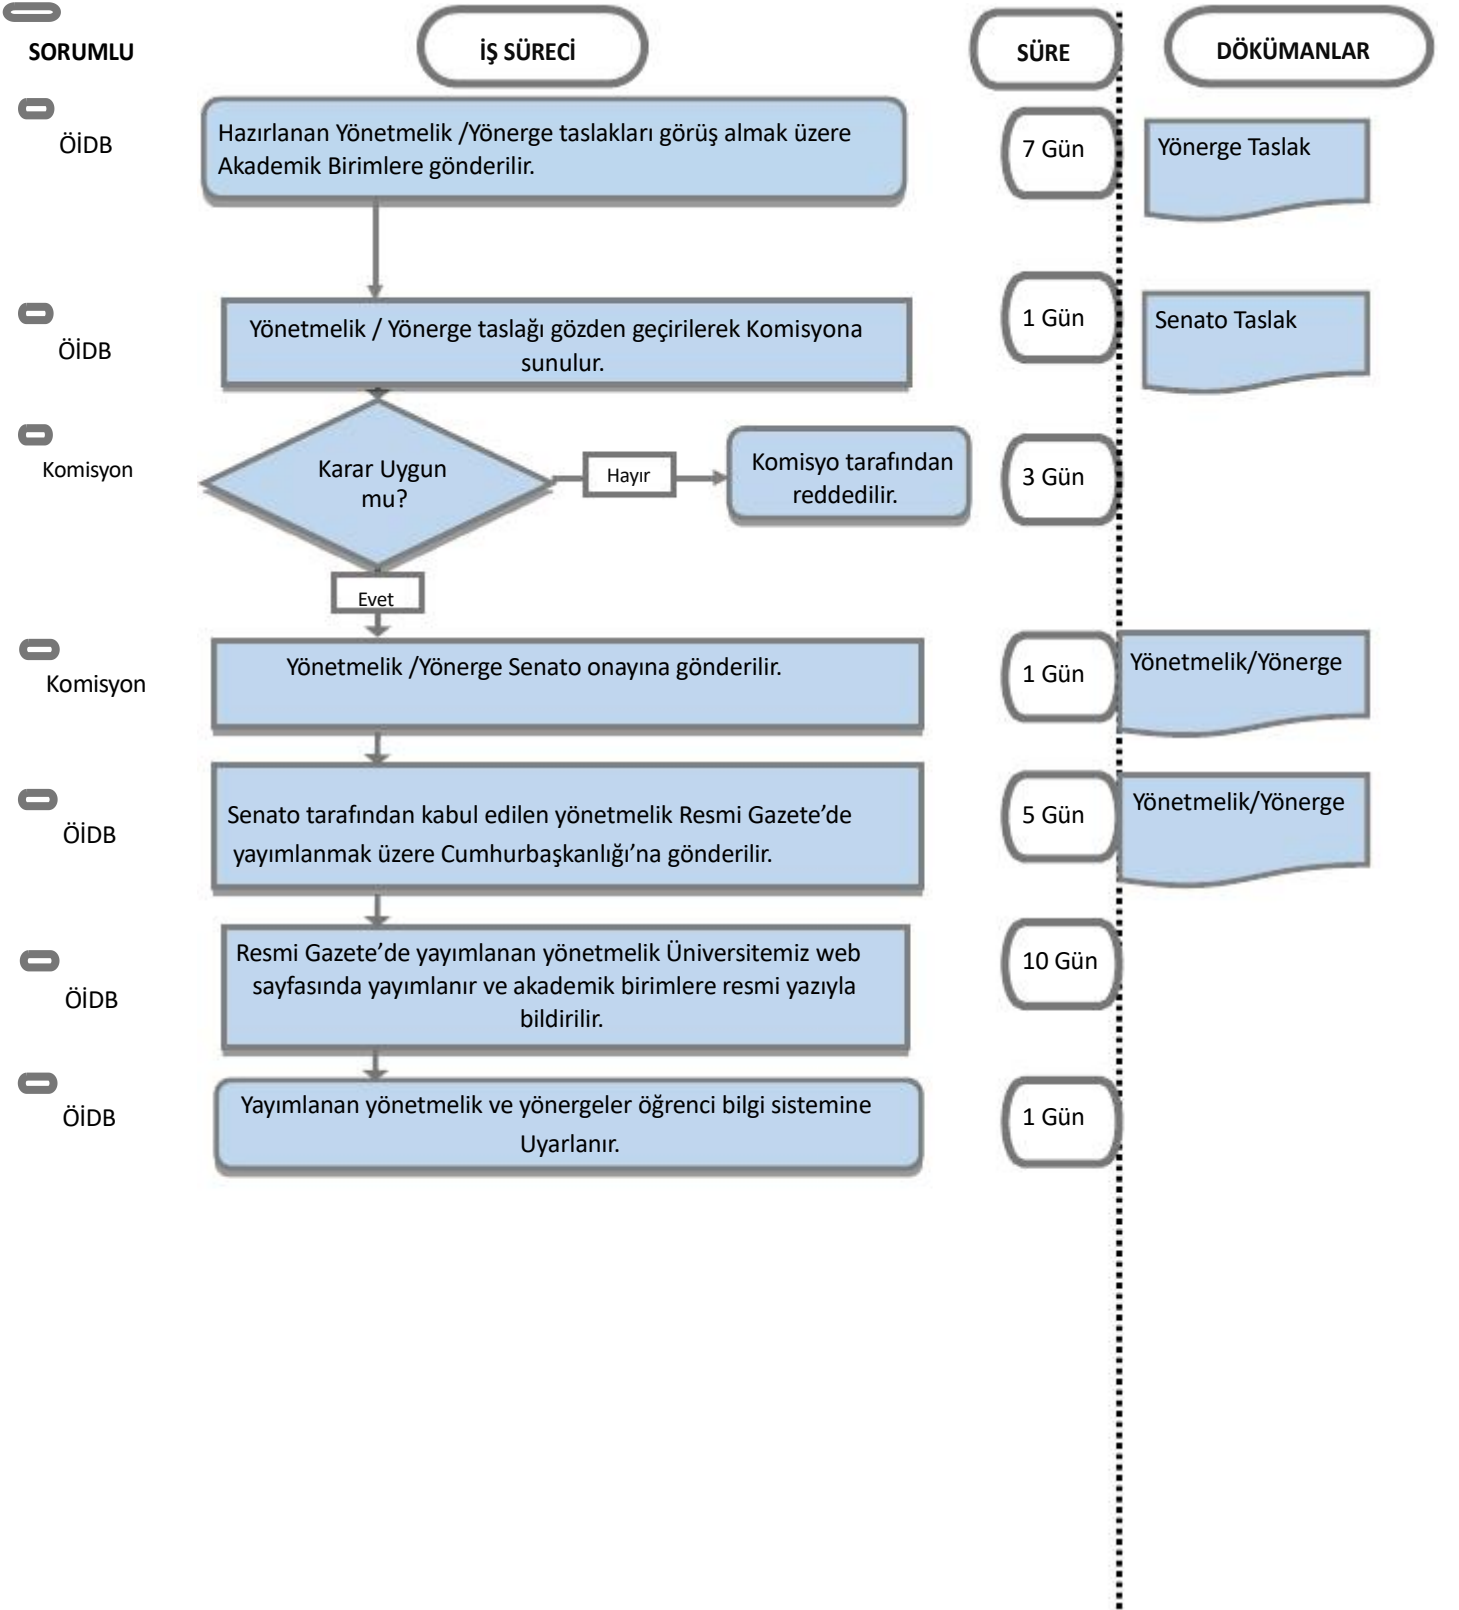 SORUMLU
İŞ SÜRECİ
SÜRE
DÖKÜMANLAR
ÖİDB
Hazırlanan Yönetmelik /Yönerge taslakları görüş almak üzere
Akademik Birimlere gönderilir.
7 Gün
Yönerge Taslak
ÖİDB
Yönetmelik / Yönerge taslağı gözden geçirilerek Komisyona
sunulur.
1 Gün
Senato Taslak
Komisyon
Karar Uygun
mu?
Hayır
Komisyo tarafından
reddedilir.
3 Gün
Evet
Komisyon
Yönetmelik /Yönerge Senato onayına gönderilir.
1 Gün
Yönetmelik/Yönerge
ÖİDB
Senato tarafından kabul edilen yönetmelik Resmi Gazete’de
yayımlanmak üzere Cumhurbaşkanlığı’na gönderilir.
5 Gün
Yönetmelik/Yönerge
ÖİDB
Resmi Gazete’de yayımlanan yönetmelik Üniversitemiz web
sayfasında yayımlanır ve akademik birimlere resmi yazıyla
bildirilir.
10 Gün
ÖİDB
Yayımlanan yönetmelik ve yönergeler öğrenci bilgi sistemine
Uyarlanır.
1 Gün